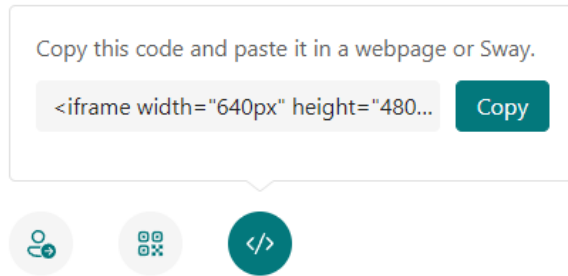 Copy this code and paste it in a webpage or Sway.
<iframe width="640px" height="480...
Copy